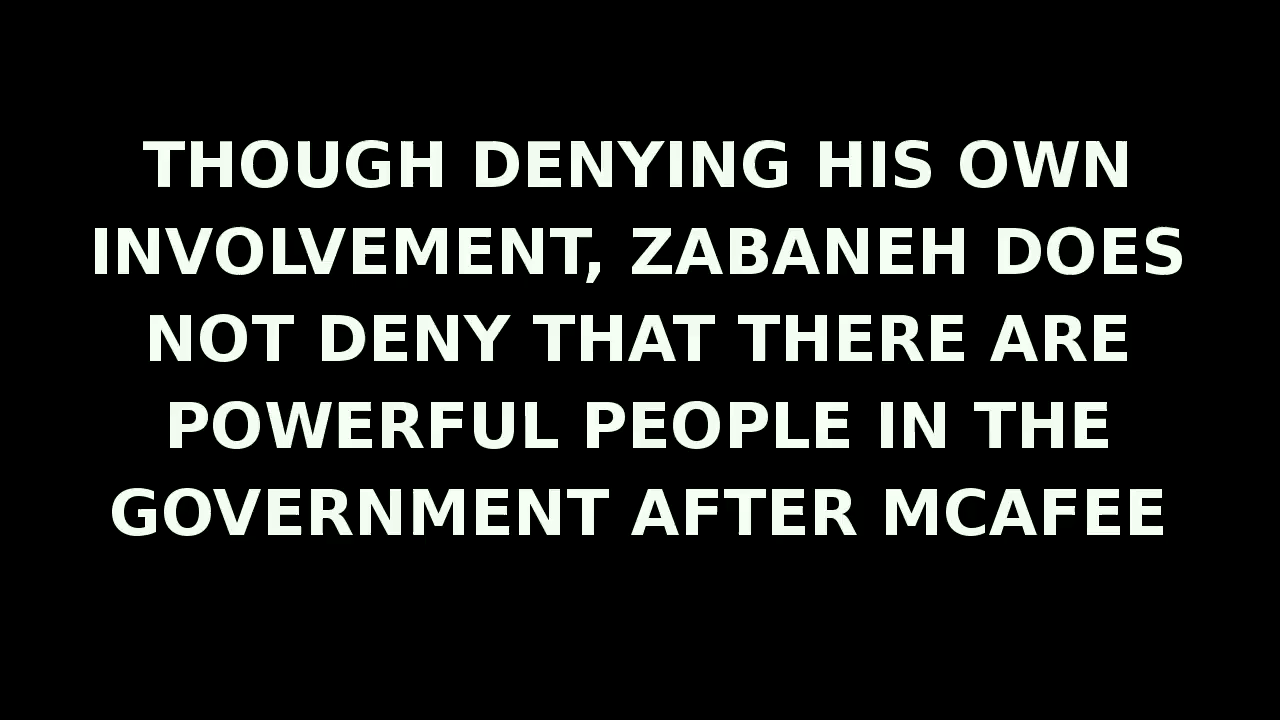 THOUGH DENYING HIS OWN
INVOLVEMENT, ZABANEH DOES
NOT DENY THAT THERE ARE
POWERFUL PEOPLE IN THE
GOVERNMENT AFTER MCAFEE